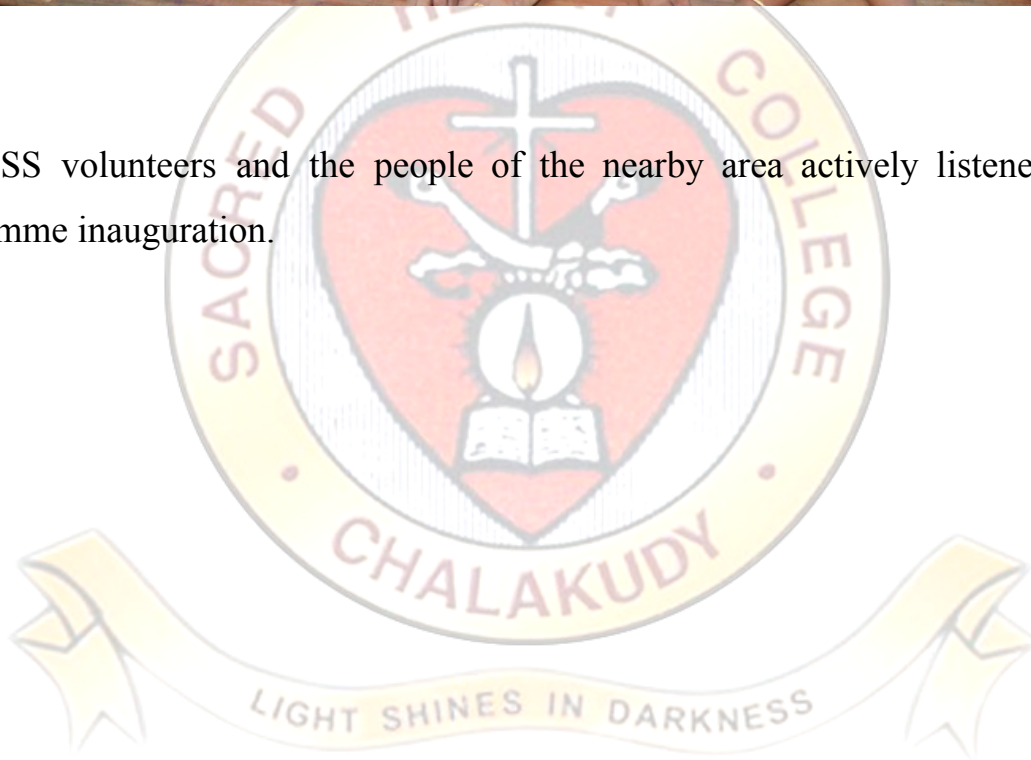 SACRED
COLLEGE
SS volunteers and the people of the nearby area actively listene
mme inauguration.
CHALAKUDY
LIGHT SHINES IN DARKNESS